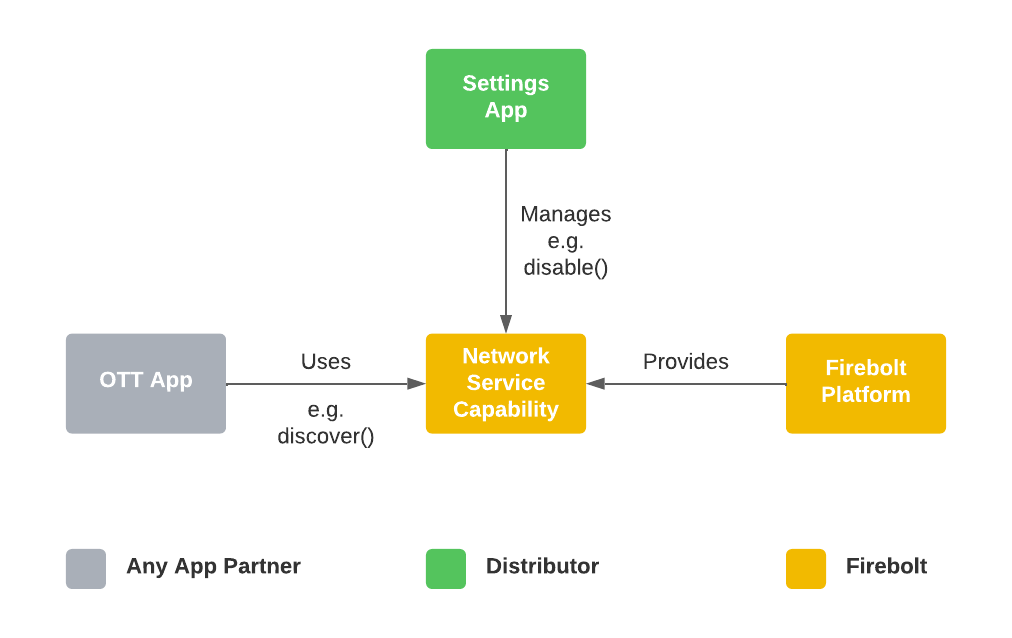 Settings
App
Manages
e.g.
disable()
OTT App
Uses
e.g.
discover()
Network
Service
Capability
Provides
Firebolt
Platform
Any App Partner
Distributor
Firebolt